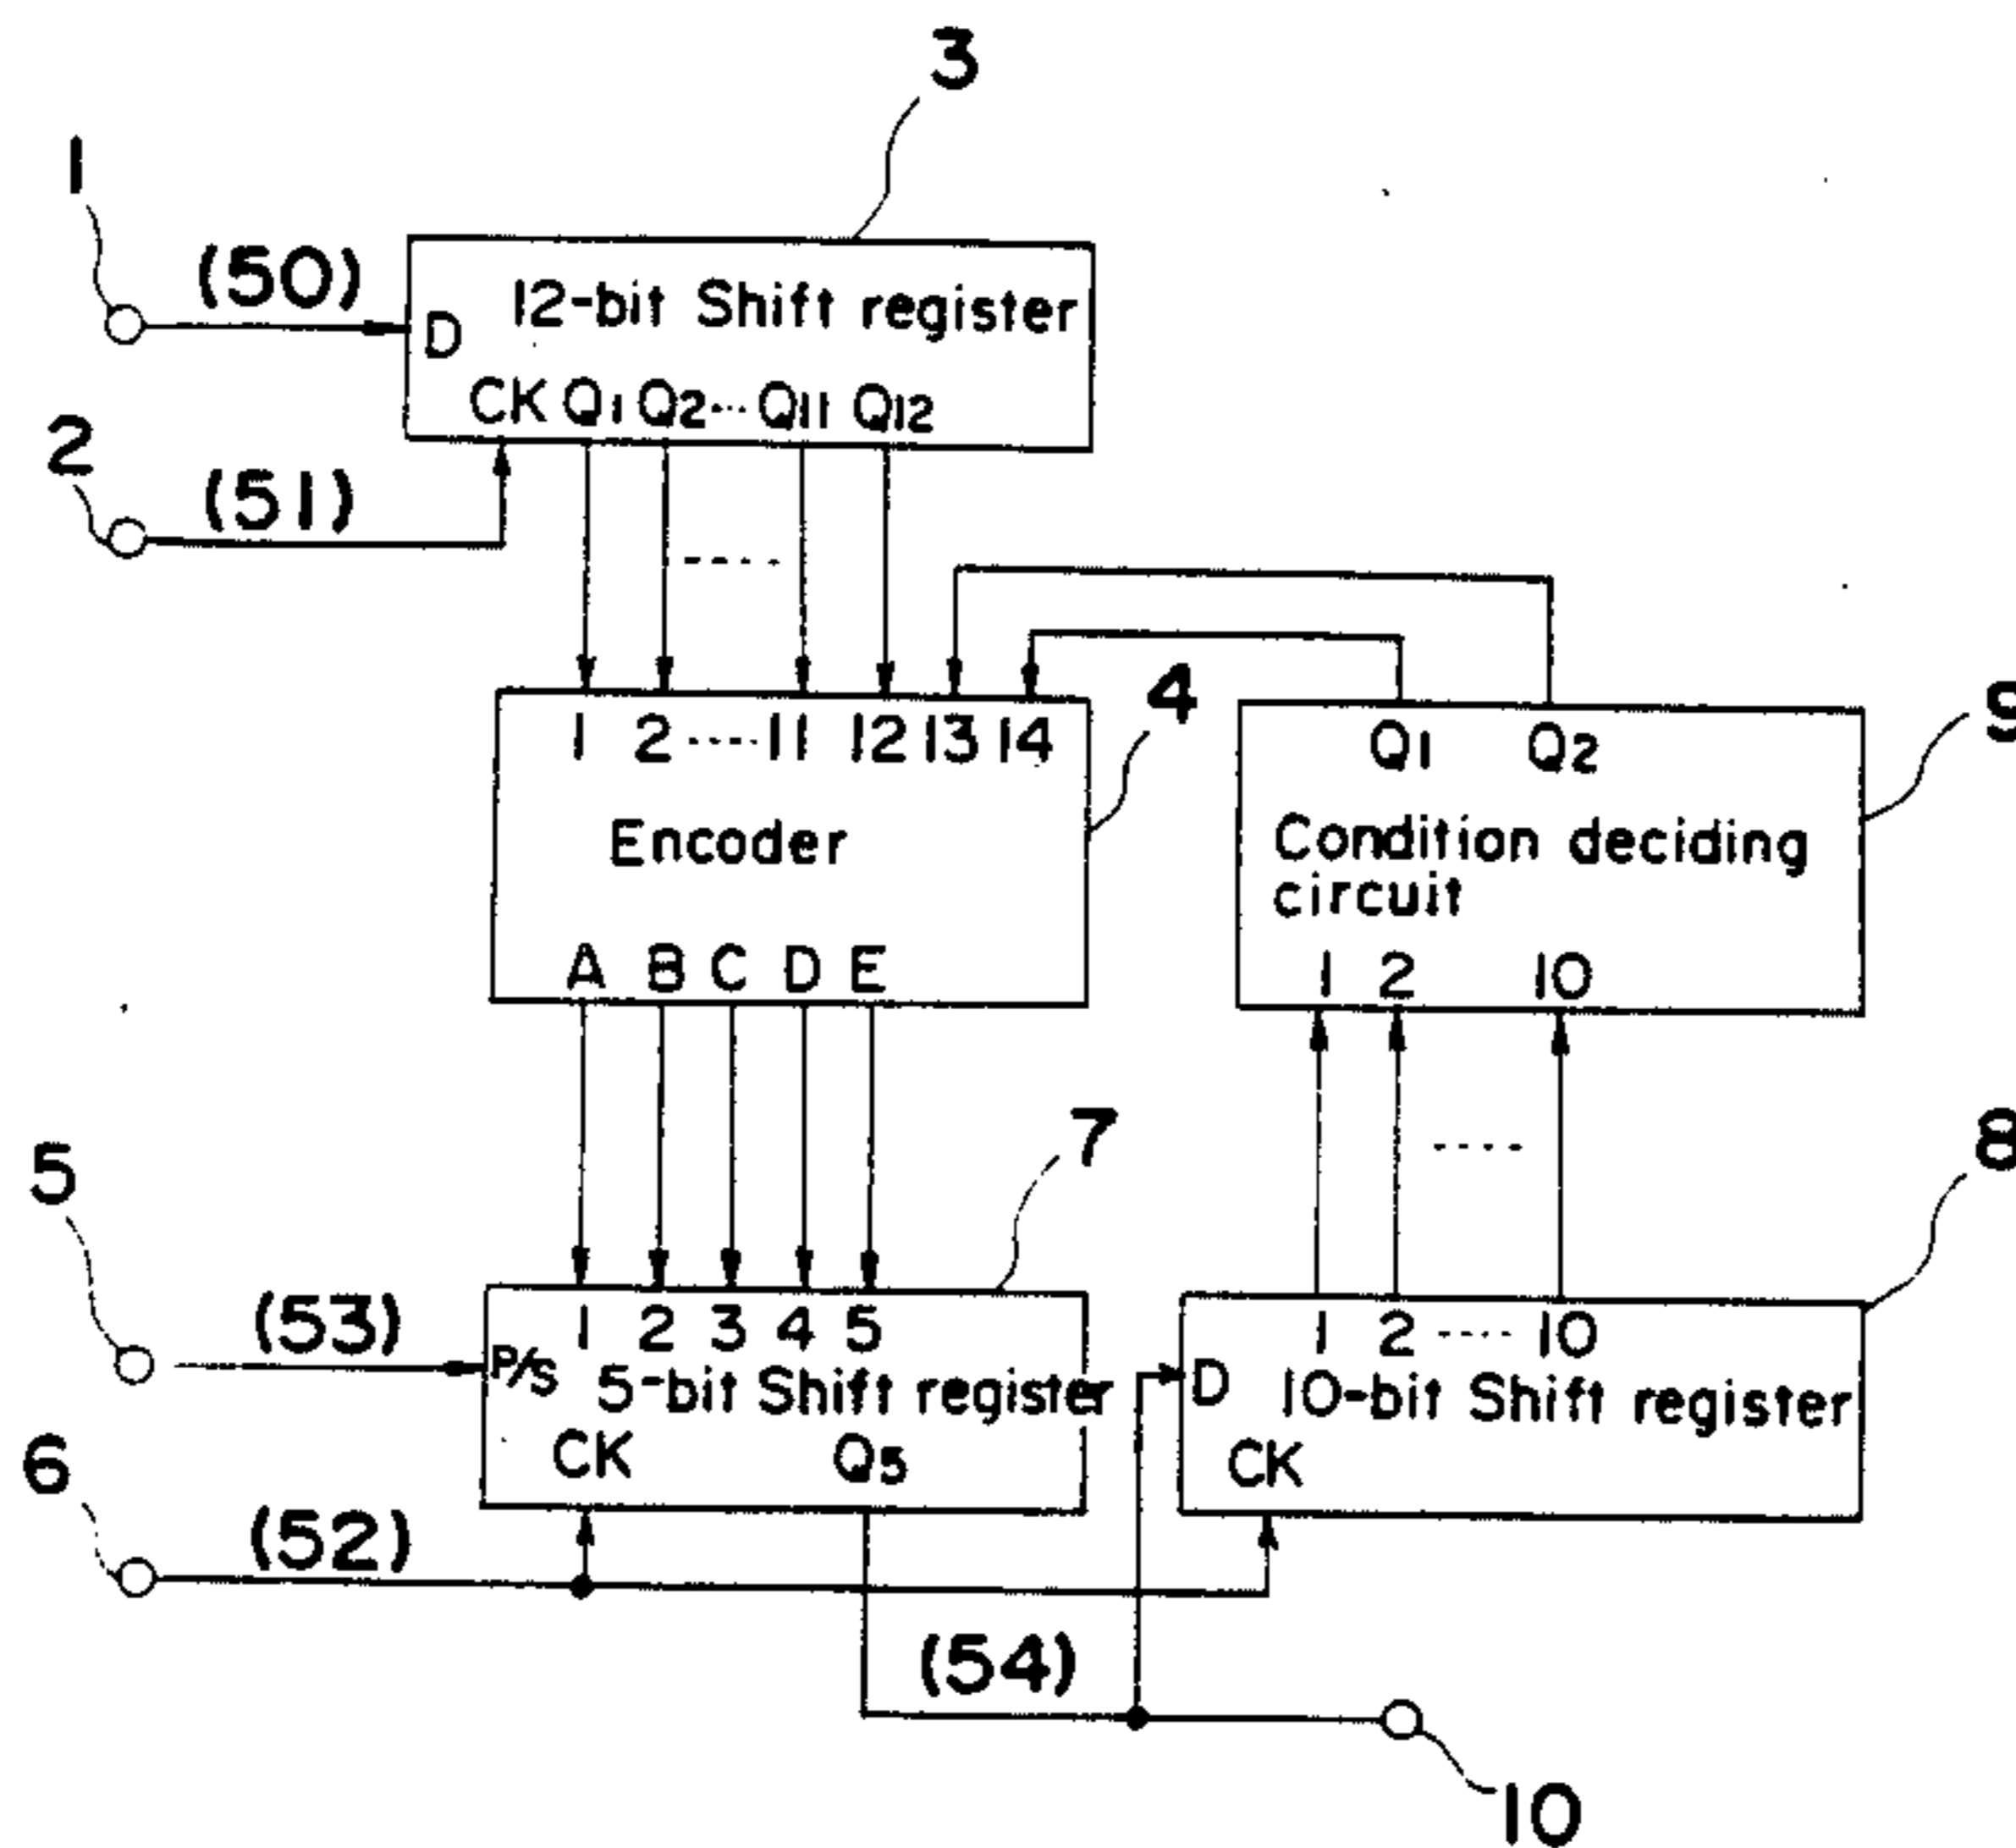 3
1
(50)
12-bit Shift register
D
CK Q1 Q2... Q11 Q12
2
(51)
4
9
1 2 ..... 11 12 13 14
Q1 Q2
Encoder
Condition deciding
circuit
A B C D E
1 2 10
7
8
5
(53)
1 2 3 4 5
1 2 .... 10
P/S
5-bit Shift register
D
10-bit Shift register
CK Q5
CK
6
(52)
(54)
10